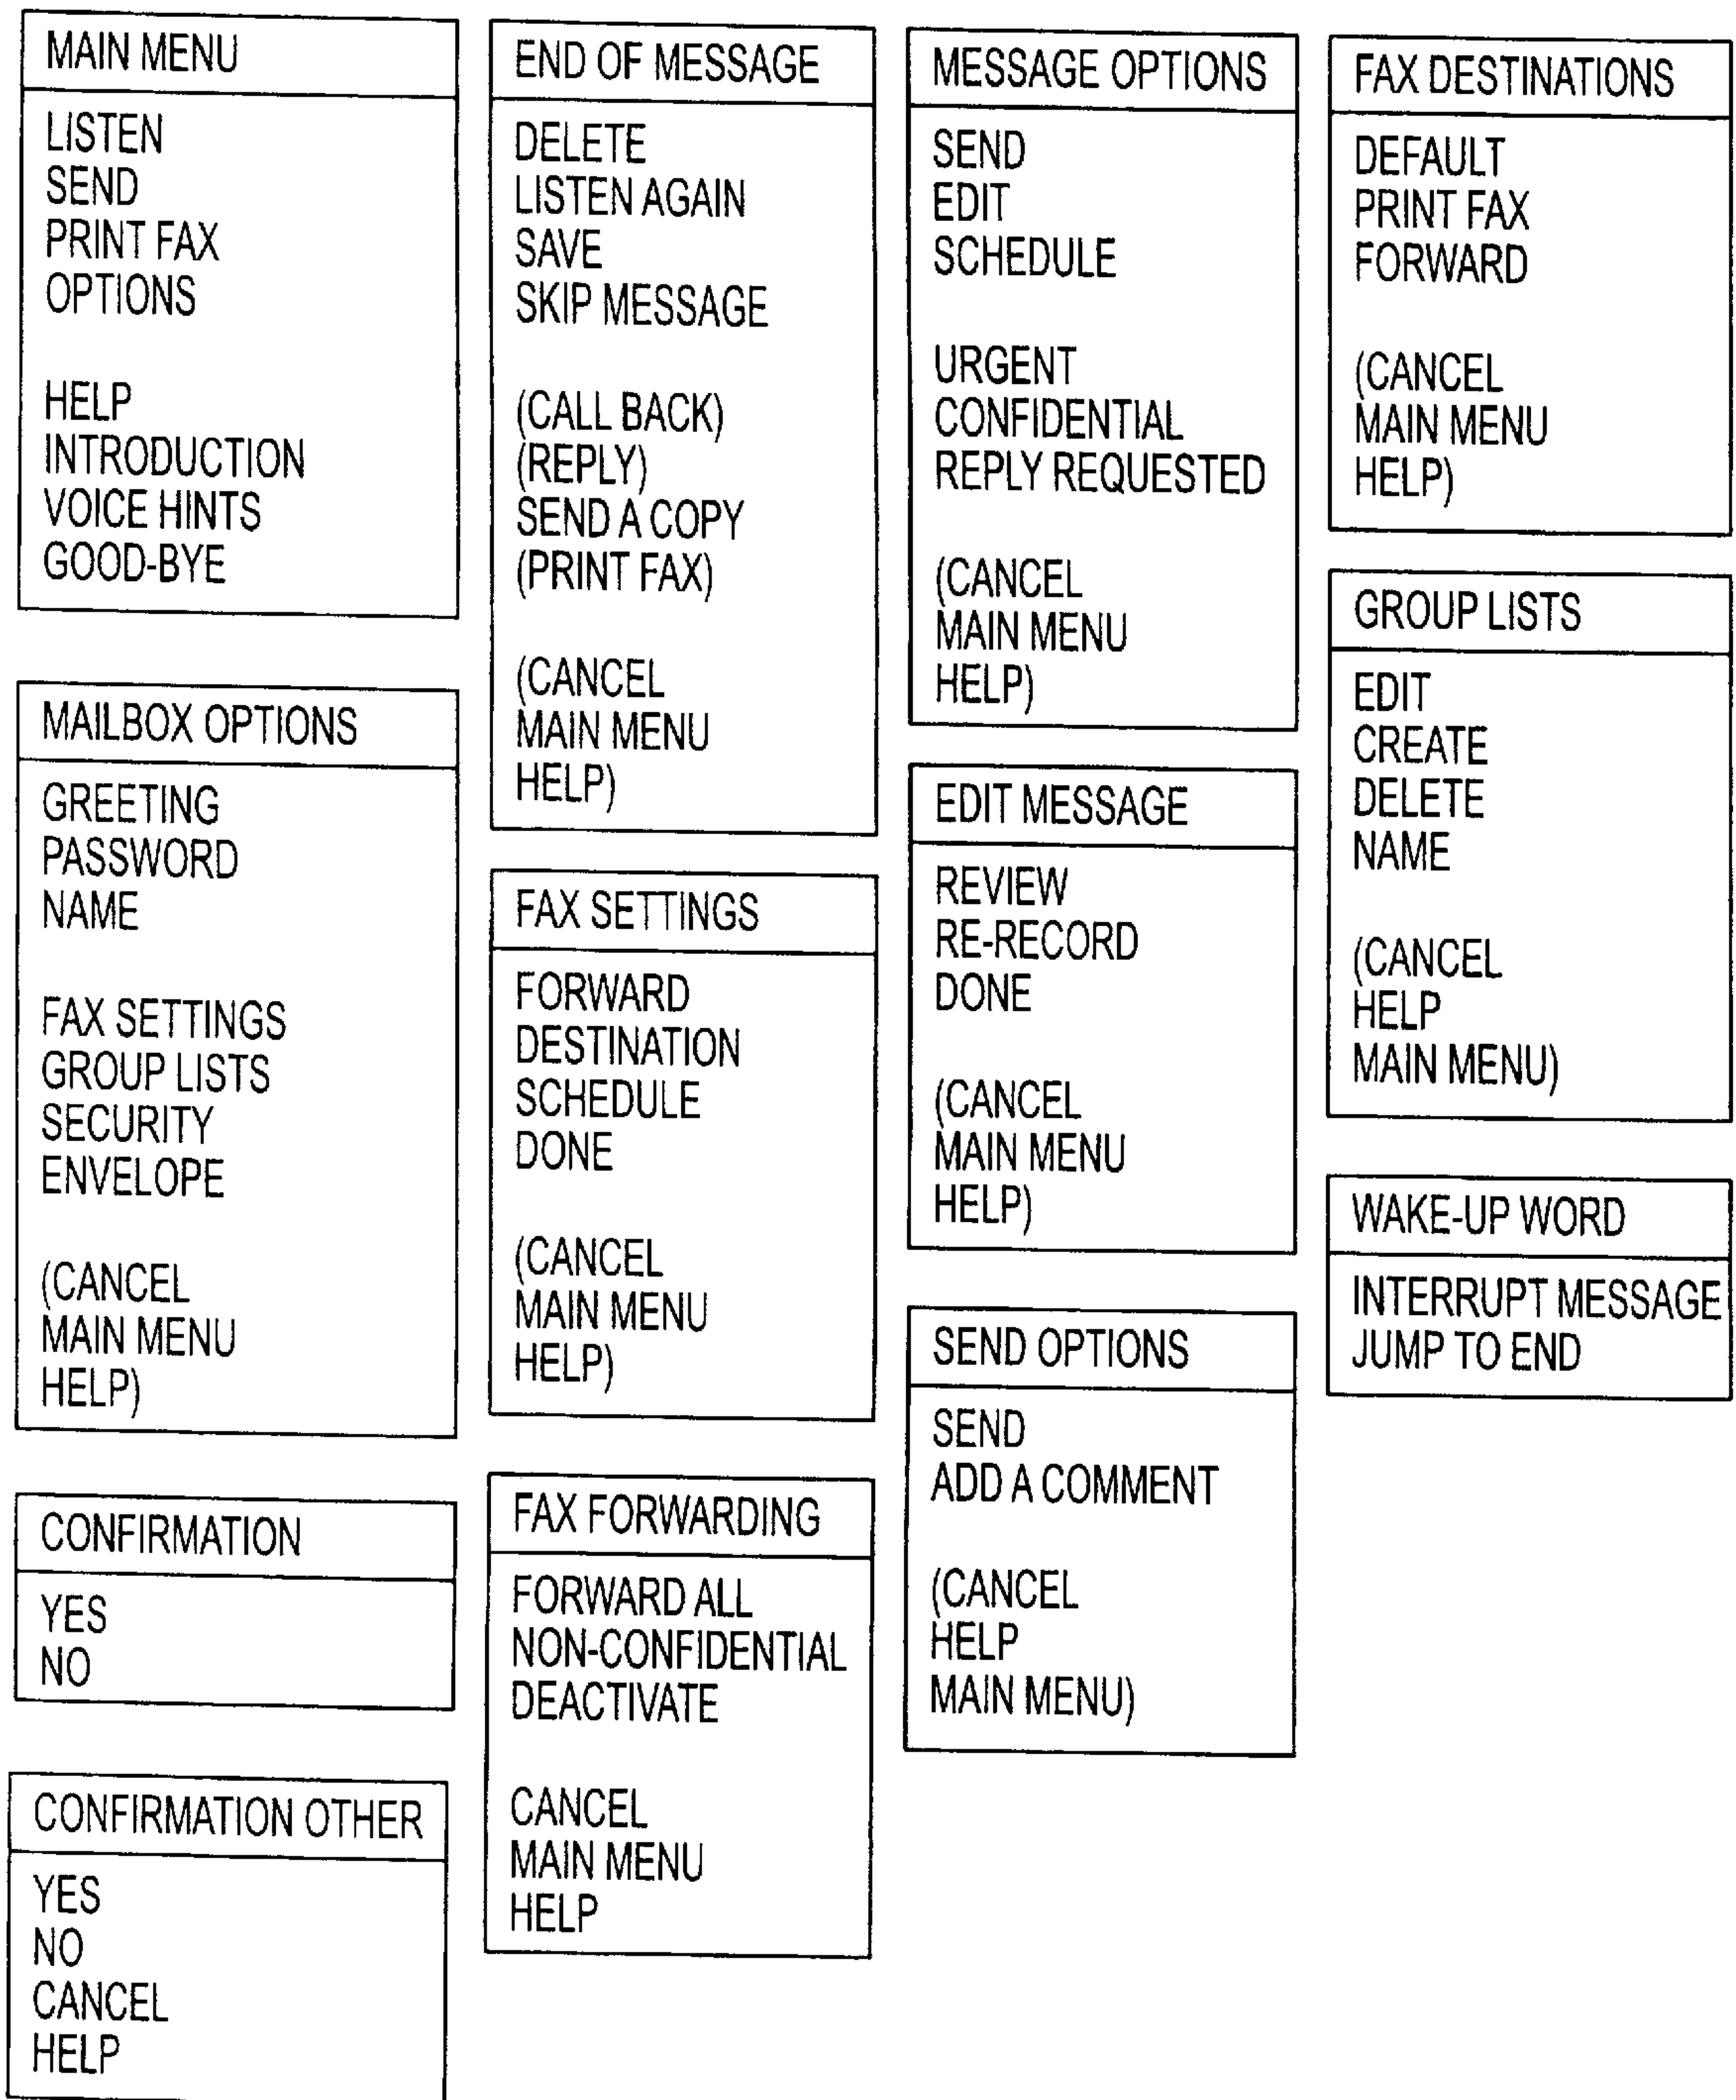 MAIN MENU
LISTEN
SEND
PRINT FAX
OPTIONS
HELP
INTRODUCTION
VOICE HINTS
GOOD-BYE
MAILBOX OPTIONS
GREETING
PASSWORD
NAME
FAX SETTINGS
GROUP LISTS
SECURITY
ENVELOPE
(CANCEL
MAIN MENU
HELP)
CONFIRMATION
YES
NO
CONFIRMATION OTHER
YES
NO
CANCEL
HELP
END OF MESSAGE
DELETE
LISTEN AGAIN
SAVE
SKIP MESSAGE
(CALL BACK)
(REPLY)
SEND A COPY
(PRINT FAX)
(CANCEL
MAIN MENU
HELP)
FAX SETTINGS
FORWARD
DESTINATION
SCHEDULE
DONE
(CANCEL
MAIN MENU
HELP)
FAX FORWARDING
FORWARD ALL
NON-CONFIDENTIAL
DEACTIVATE
CANCEL
MAIN MENU
HELP
MESSAGE OPTIONS
SEND
EDIT
SCHEDULE
URGENT
CONFIDENTIAL
REPLY REQUESTED
(CANCEL
MAIN MENU
HELP)
EDIT MESSAGE
REVIEW
RE-RECORD
DONE
(CANCEL
MAIN MENU
HELP)
SEND OPTIONS
SEND
ADD A COMMENT
(CANCEL
HELP
MAIN MENU)
FAX DESTINATIONS
DEFAULT
PRINT FAX
FORWARD
(CANCEL
MAIN MENU
HELP)
GROUP LISTS
EDIT
CREATE
DELETE
NAME
(CANCEL
HELP
MAIN MENU)
WAKE-UP WORD
INTERRUPT MESSAGE
JUMP TO END